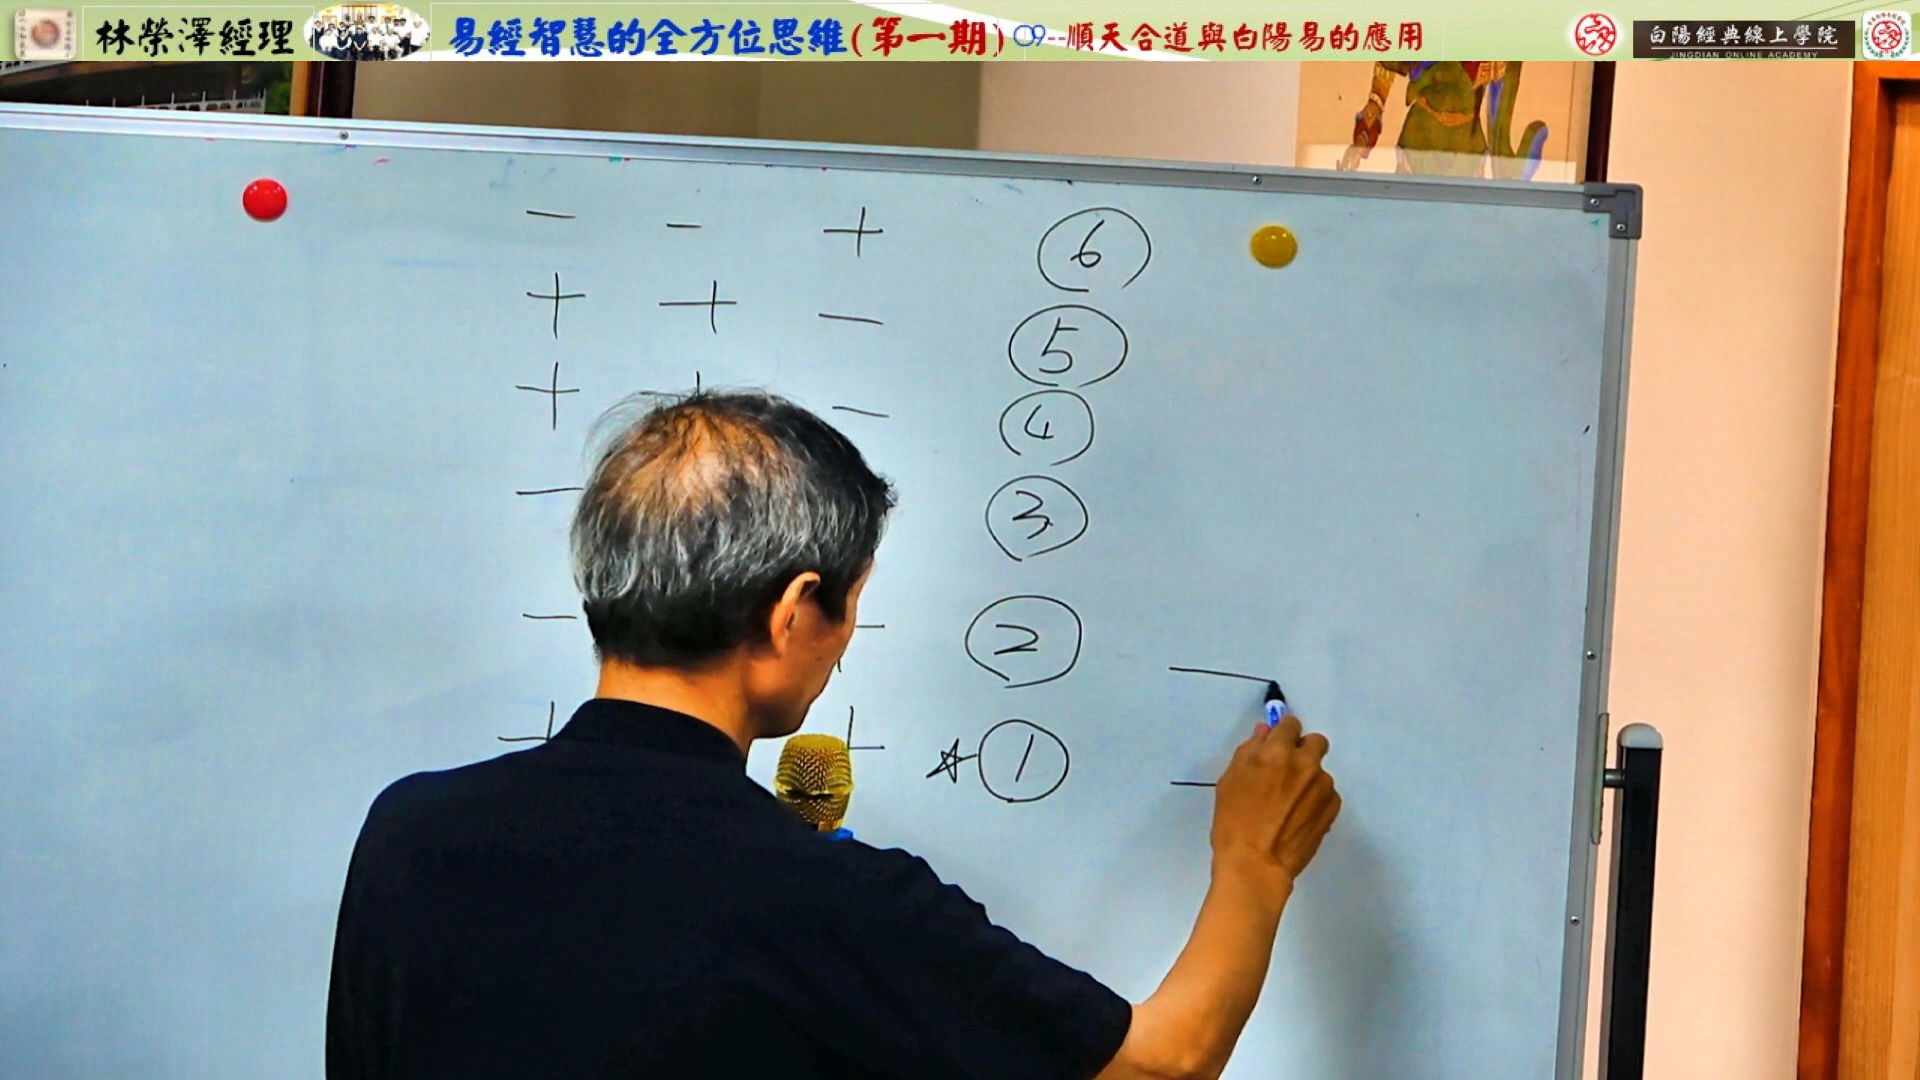 林榮澤經理 易經智慧的全方位思維(第一期) 09--順天合道與白陽易的應用 白陽經典線上學院
JINGDIAN ONLINE ACADEMY
- - + 6
+ + - 5
+ - 4
- 3
- 2
+ ☆ 1